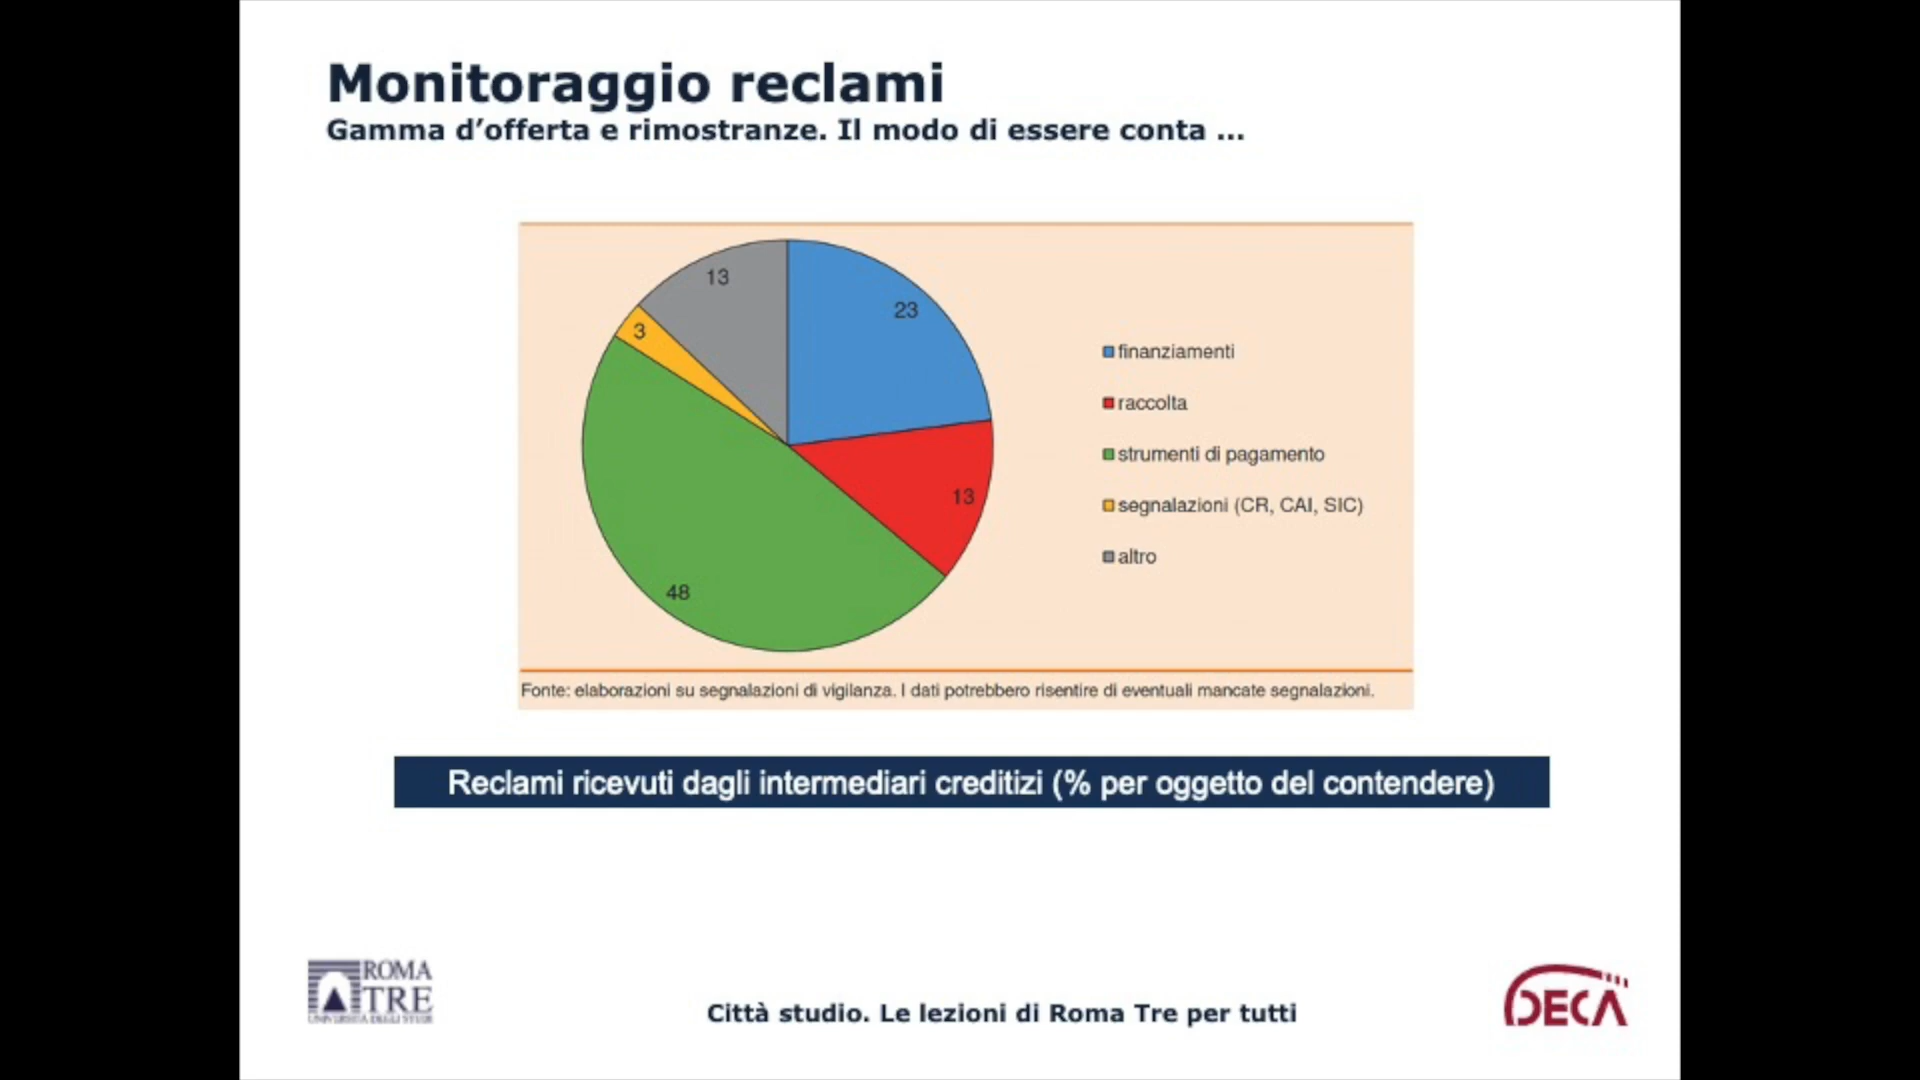 Monitoraggio reclami
Gamma d’offerta e rimostranze. Il modo di essere conta ...
13
23
3
13
48
finanziamenti
raccolta
strumenti di pagamento
segnalazioni (CR, CAI, SIC)
altro
Fonte: elaborazioni su segnalazioni di vigilanza. I dati potrebbero risentire di eventuali mancate segnalazioni.
Reclami ricevuti dagli intermediari creditizi (% per oggetto del contendere)
ROMA
TRE
UNIVERSITÀ DEGLI STUDI
Città studio. Le lezioni di Roma Tre per tutti
DECA